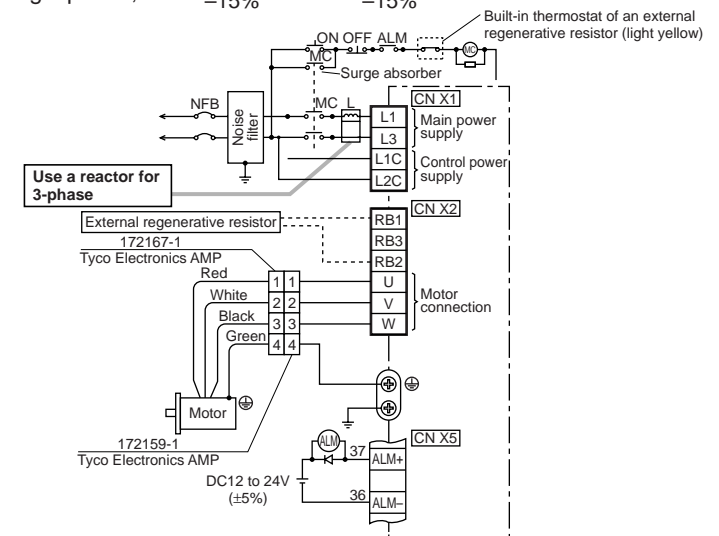 −15%
−15%
Built-in thermostat of an external
regenerative resistor (light yellow)
ON OFF ALM
MC
MC
Surge absorber
CN X1
NFB
Noise
filter
MC L
L1
L3
L1C
L2C
Main power
supply
Control power
supply
Use a reactor for
3-phase
CN X2
External regenerative resistor
RB1
RB3
RB2
U
V
W
Motor
connection
172167-1
Tyco Electronics AMP
Red
White
Black
Green
1 1
2 2
3 3
4 4
Motor
172159-1
Tyco Electronics AMP
CN X5
ALM
37
ALM+
DC12 to 24V
(±5%)
36
ALM–